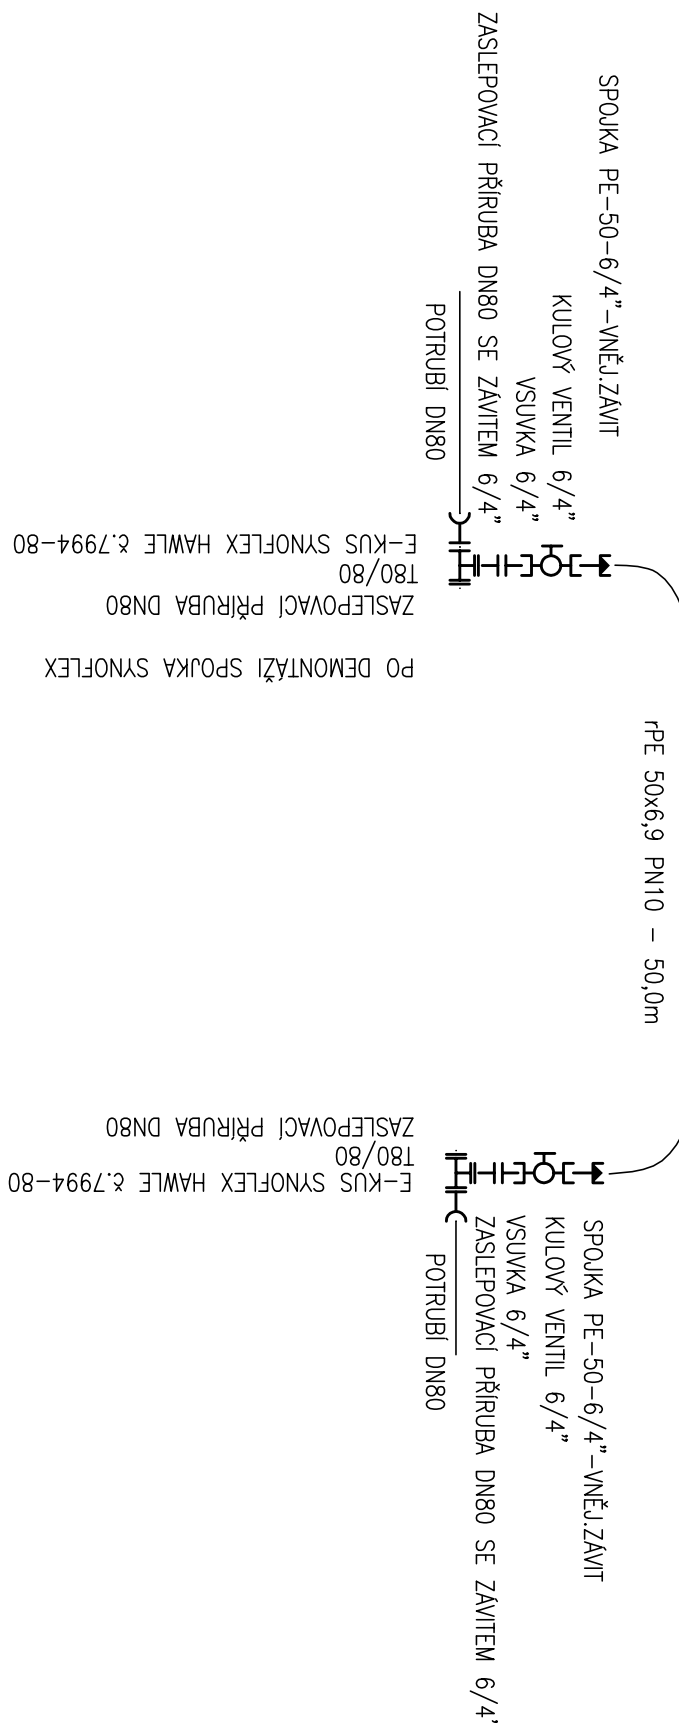 SPOJKA PE-50-6/4"-VNĚJ.ZÁVIT
KULOVÝ VENTIL 6/4"
VSUVKA 6/4"
ZASLEPOVACÍ PŘÍRUBA DN80 SE ZÁVITEM 6/4"
POTRUBÍ DN80
E-KUS SYNOFLEX HAWLE č.7994-80
T80/80
ZASLEPOVACÍ PŘÍRUBA DN80
PO DEMONTÁŽI SPOJKA SYNOFLEX
rPE 50x6,9 PN10 - 50,0m
ZASLEPOVACÍ PŘÍRUBA DN80
T80/80
E-KUS SYNOFLEX HAWLE č.7994-80
SPOJKA PE-50-6/4"-VNĚJ.ZÁVIT
KULOVÝ VENTIL 6/4"
VSUVKA 6/4"
ZASLEPOVACÍ PŘÍRUBA DN80 SE ZÁVITEM 6/4"
POTRUBÍ DN80